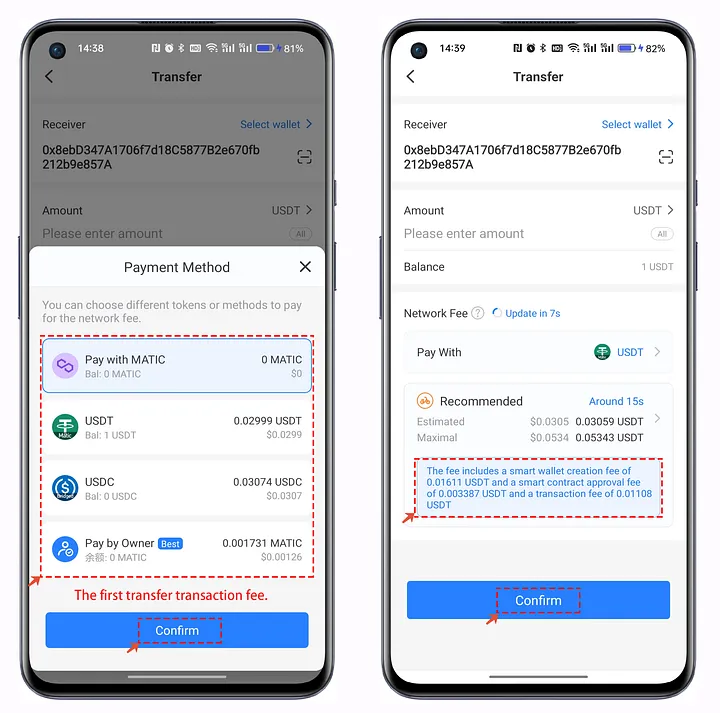 14:38
81%
Transfer
Receiver
Select wallet
0x8ebD347A1706f7d18C5877B2e670fb
212b9e857A
Amount
USDT
Please enter amount
All
Payment Method
You can choose different tokens or methods to pay
for the network fee.
Pay with MATIC
0 MATIC
Bal: 0 MATIC
$0
USDT
0.02999 USDT
Matic
Bal: 1 USDT
$0.0299
USDC
0.03074 USDC
Bridged
Bal: 0 USDC
$0.0307
Pay by Owner Best
0.001731 MATIC
余额: 0 MATIC
$0.00126
The first transfer transaction fee.
Confirm
14:39
82%
Transfer
Receiver
Select wallet
0x8ebD347A1706f7d18C5877B2e670fb
212b9e857A
Amount
USDT
Please enter amount
All
Balance
1 USDT
Network Fee ? Update in 7s
Pay With
USDT
Recommended
Around 15s
Estimated
$0.0305 0.03059 USDT
Maximal
$0.0534 0.05343 USDT
The fee includes a smart wallet creation fee of
0.01611 USDT and a smart contract approval fee
of 0.003387 USDT and a transaction fee of 0.01108
USDT
Confirm